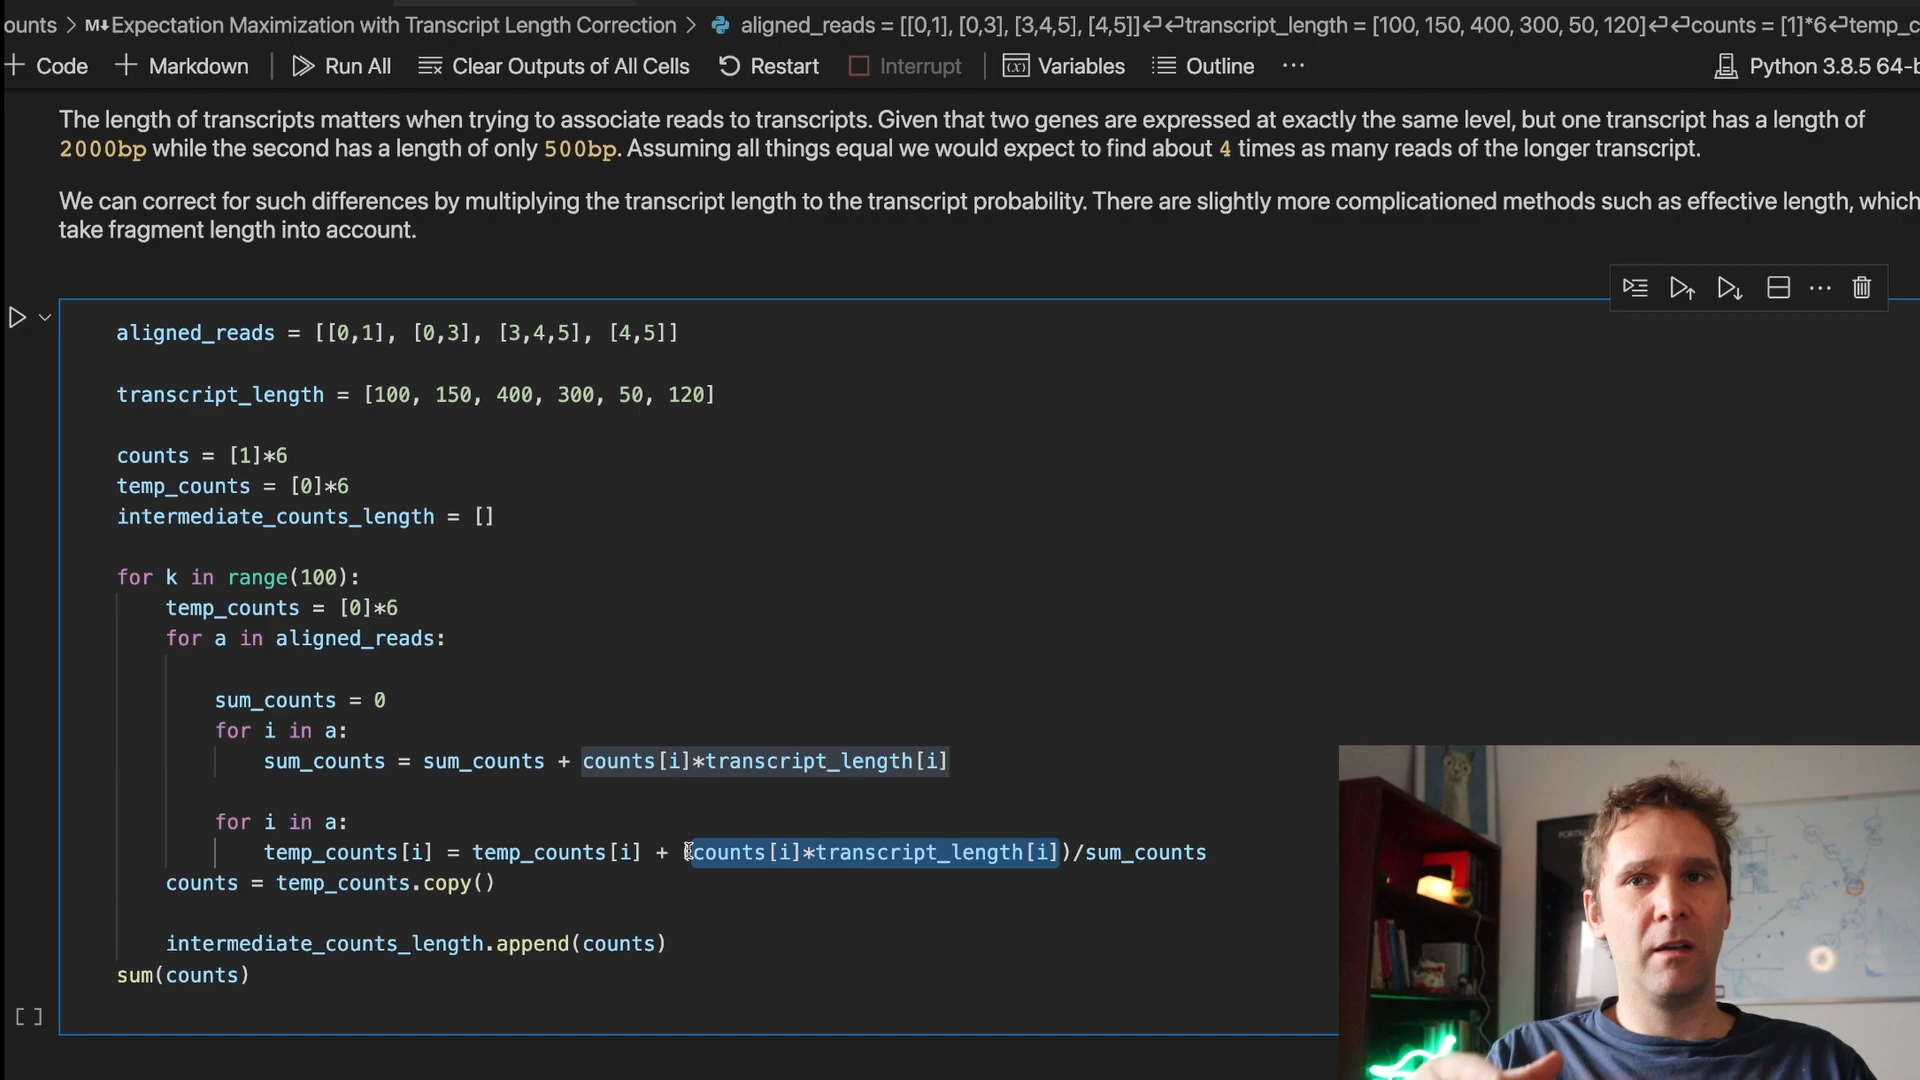 ounts > M↓Expectation Maximization with Transcript Length Correction > aligned_reads = [[0,1], [0,3], [3,4,5], [4,5]]↵↵transcript_length = [100, 150, 400, 300, 50, 120]↵↵counts = [1]*6↵temp_c
+ Code + Markdown | Run All Clear Outputs of All Cells Restart Interrupt | Variables Outline ··· Python 3.8.5 64-b
The length of transcripts matters when trying to associate reads to transcripts. Given that two genes are expressed at exactly the same level, but one transcript has a length of
2000bp while the second has a length of only 500bp. Assuming all things equal we would expect to find about 4 times as many reads of the longer transcript.
We can correct for such differences by multiplying the transcript length to the transcript probability. There are slightly more complicationed methods such as effective length, which
take fragment length into account.
aligned_reads = [[0,1], [0,3], [3,4,5], [4,5]]
transcript_length = [100, 150, 400, 300, 50, 120]
counts = [1]*6
temp_counts = [0]*6
intermediate_counts_length = []
for k in range(100):
    temp_counts = [0]*6
    for a in aligned_reads:
        sum_counts = 0
        for i in a:
            sum_counts = sum_counts + counts[i]*transcript_length[i]
        for i in a:
            temp_counts[i] = temp_counts[i] + (counts[i]*transcript_length[i])/sum_counts
    counts = temp_counts.copy()
    intermediate_counts_length.append(counts)
sum(counts)
[ ]